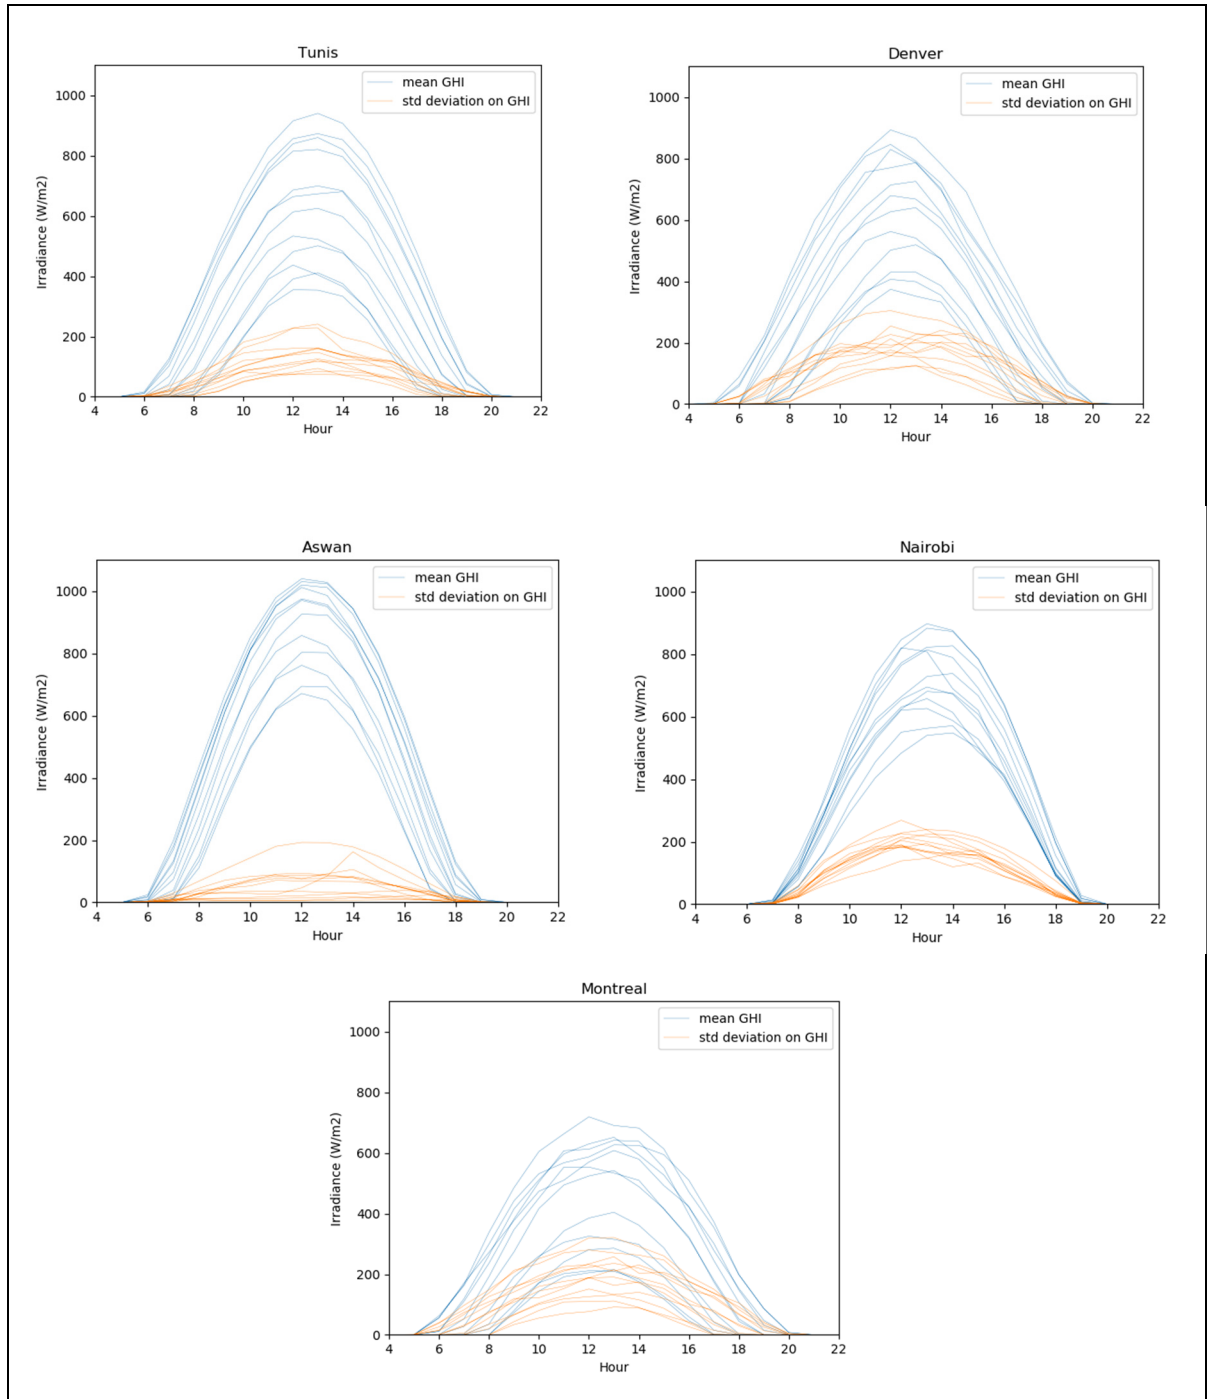 Tunis
mean GHI
std deviation on GHI
Irradiance (W/m2)
1000
800
600
400
200
0
4 6 8 10 12 14 16 18 20 22
Hour
Denver
mean GHI
std deviation on GHI
Irradiance (W/m2)
1000
800
600
400
200
0
4 6 8 10 12 14 16 18 20 22
Hour
Aswan
mean GHI
std deviation on GHI
Irradiance (W/m2)
1000
800
600
400
200
0
4 6 8 10 12 14 16 18 20 22
Hour
Nairobi
mean GHI
std deviation on GHI
Irradiance (W/m2)
1000
800
600
400
200
0
4 6 8 10 12 14 16 18 20 22
Hour
Montreal
mean GHI
std deviation on GHI
Irradiance (W/m2)
1000
800
600
400
200
0
4 6 8 10 12 14 16 18 20 22
Hour